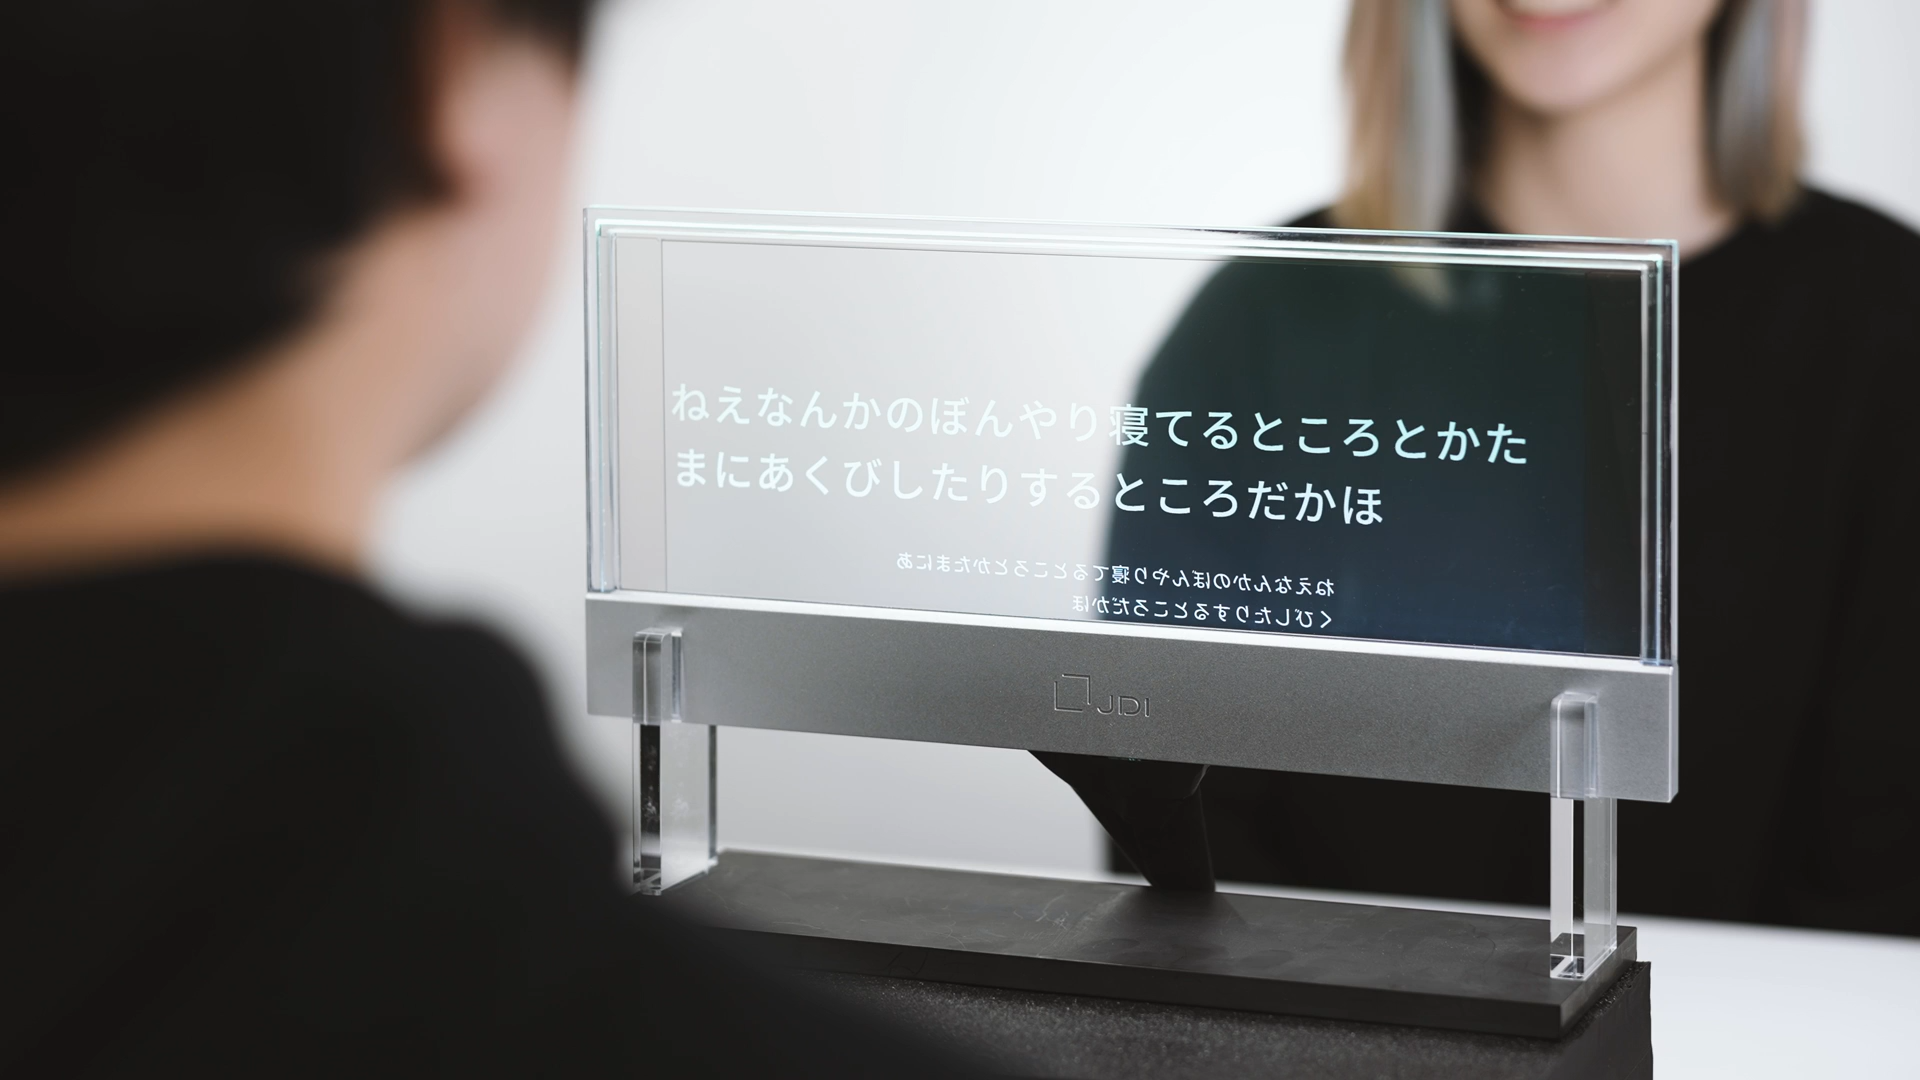 ねえなんかのぼんやり寝てるところとかた
まにあくびしたりするところだかほ
ねえなんかのぼんやり寝てるところとかたまにあ
くびしたりするところだかほ
JDI